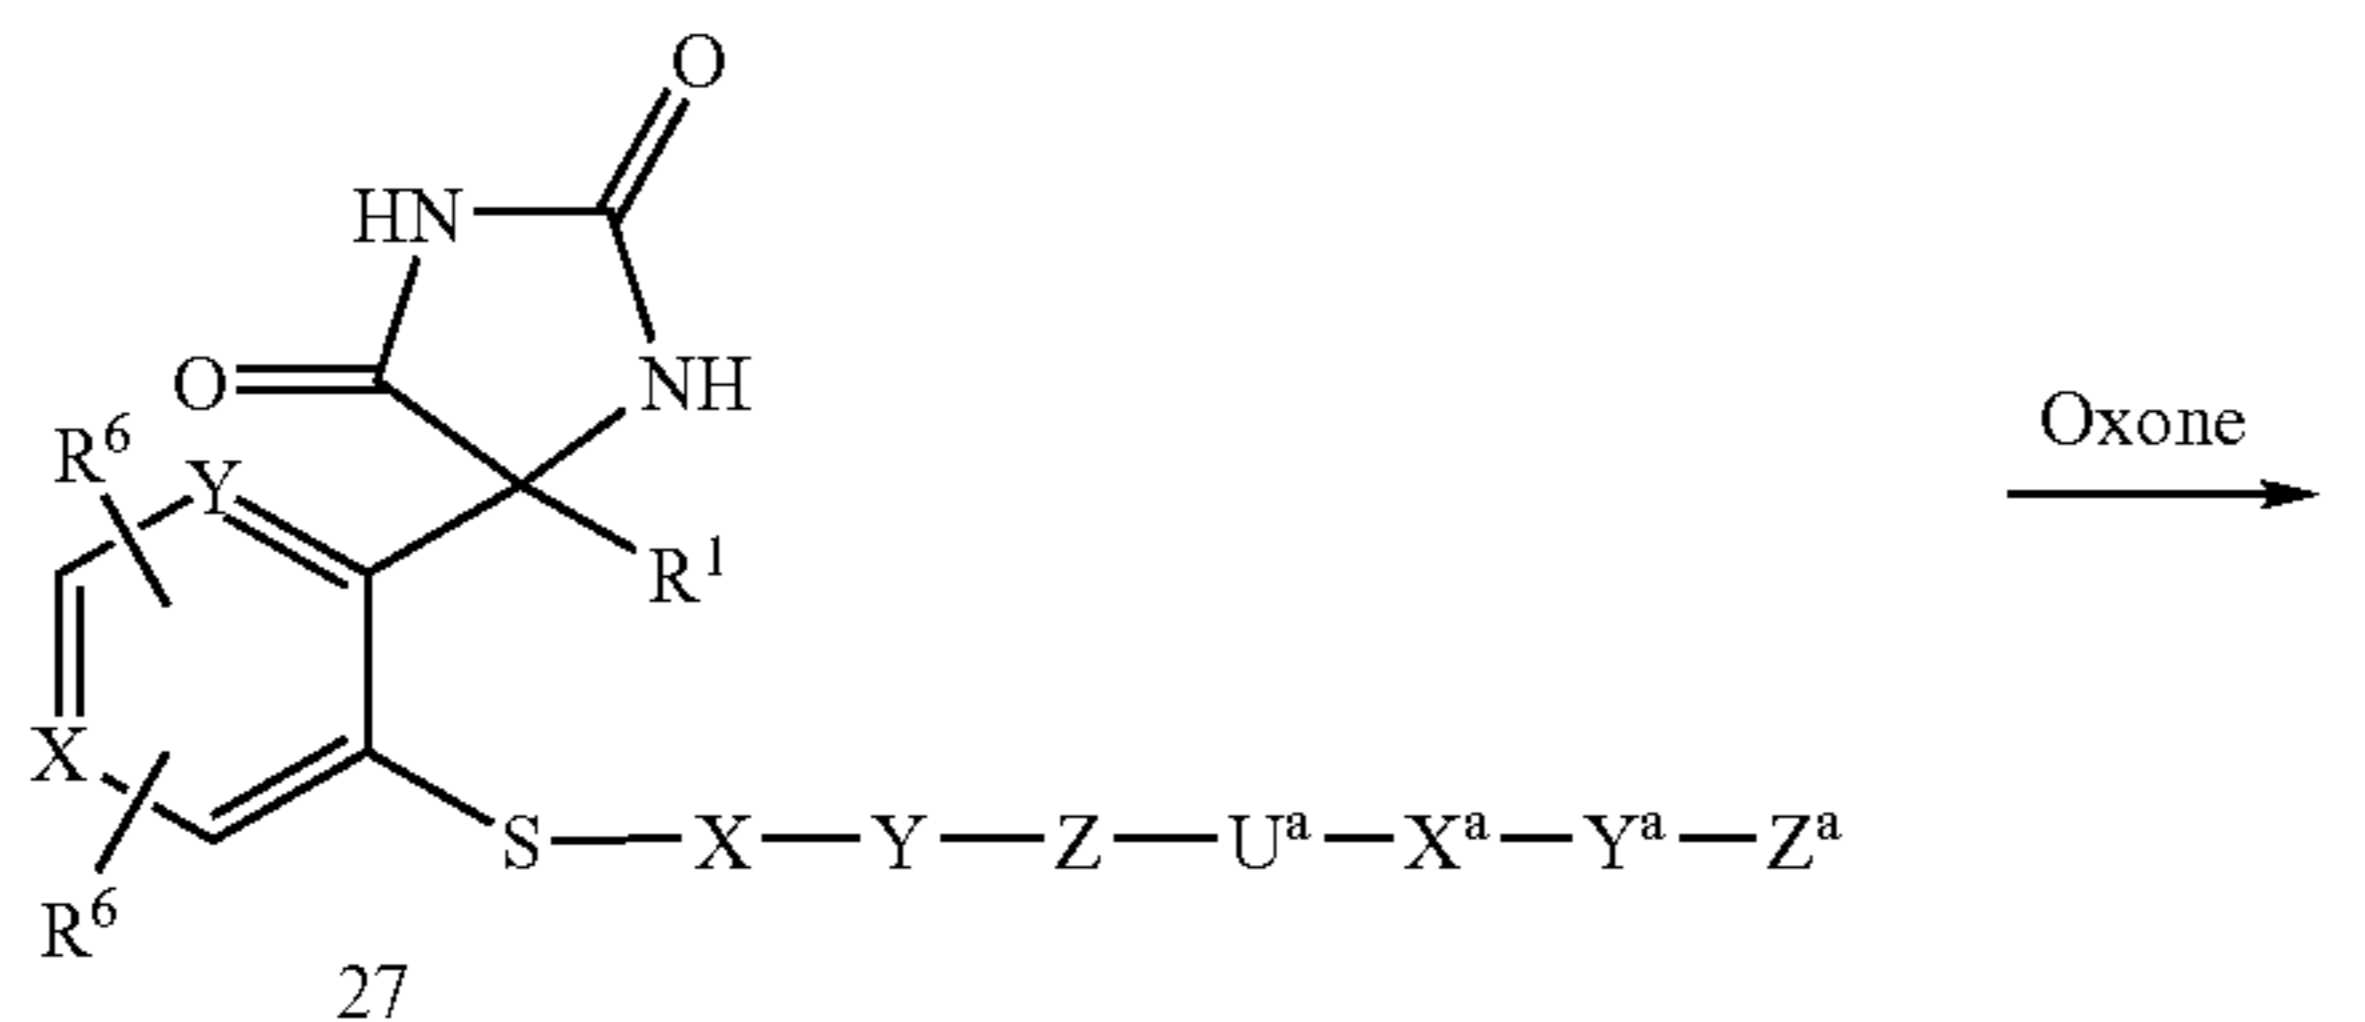 O
HN
O
NH
Oxone
R⁶
Y
R¹
X
S—X—Y—Z—Uᵃ—Xᵃ—Yᵃ—Zᵃ
R⁶
27